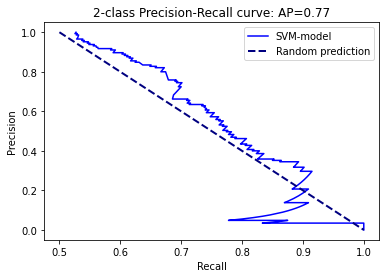 2-class Precision-Recall curve: AP=0.77
SVM-model
Random prediction
Precision
1.0
0.8
0.6
0.4
0.2
0.0
0.5 0.6 0.7 0.8 0.9 1.0
Recall